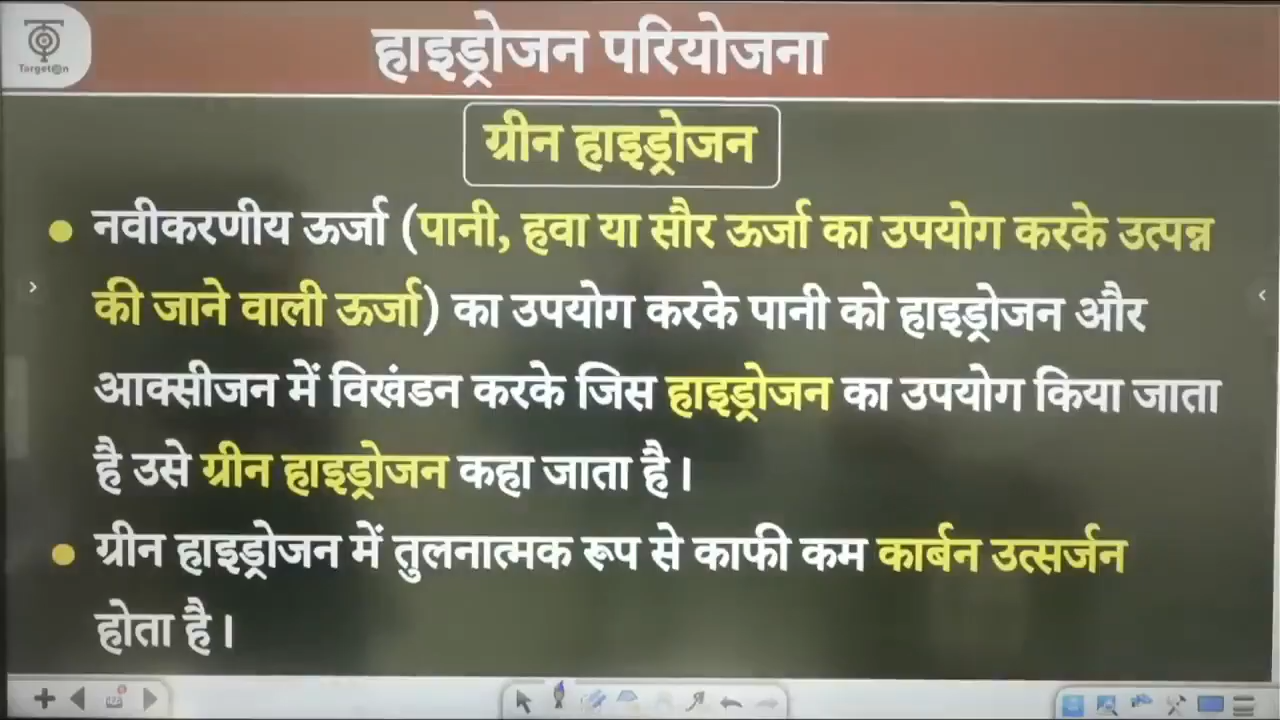 Target@n
हाइड्रोजन परियोजना
ग्रीन हाइड्रोजन
नवीकरणीय ऊर्जा (पानी, हवा या सौर ऊर्जा का उपयोग करके उत्पन्न
की जाने वाली ऊर्जा) का उपयोग करके पानी को हाइड्रोजन और
आक्सीजन में विखंडन करके जिस हाइड्रोजन का उपयोग किया जाता
है उसे ग्रीन हाइड्रोजन कहा जाता है।
ग्रीन हाइड्रोजन में तुलनात्मक रूप से काफी कम कार्बन उत्सर्जन
होता है।